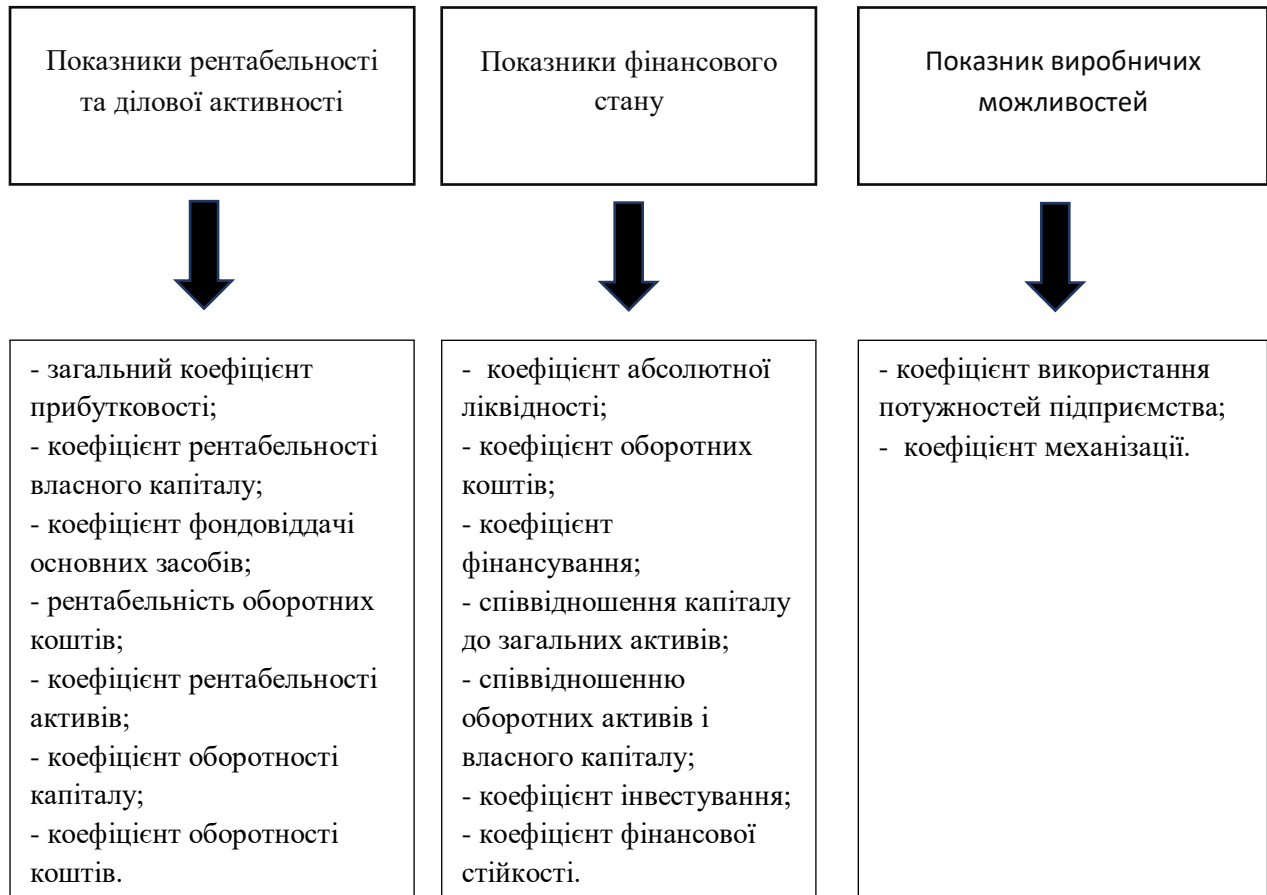 Показники рентабельності
та ділової активності
Показники фінансового
стану
Показник виробничих
можливостей
- загальний коефіцієнт
прибутковості;
- коефіцієнт рентабельності
власного капіталу;
- коефіцієнт фондовіддачі
основних засобів;
- рентабельність оборотних
коштів;
- коефіцієнт рентабельності
активів;
- коефіцієнт оборотності
капіталу;
- коефіцієнт оборотності
коштів.
- коефіцієнт абсолютної
ліквідності;
- коефіцієнт оборотних
коштів;
- коефіцієнт
фінансування;
- співвідношення капіталу
до загальних активів;
- співвідношенню
оборотних активів і
власного капіталу;
- коефіцієнт інвестування;
- коефіцієнт фінансової
стійкості.
- коефіцієнт використання
потужностей підприємства;
- коефіцієнт механізації.